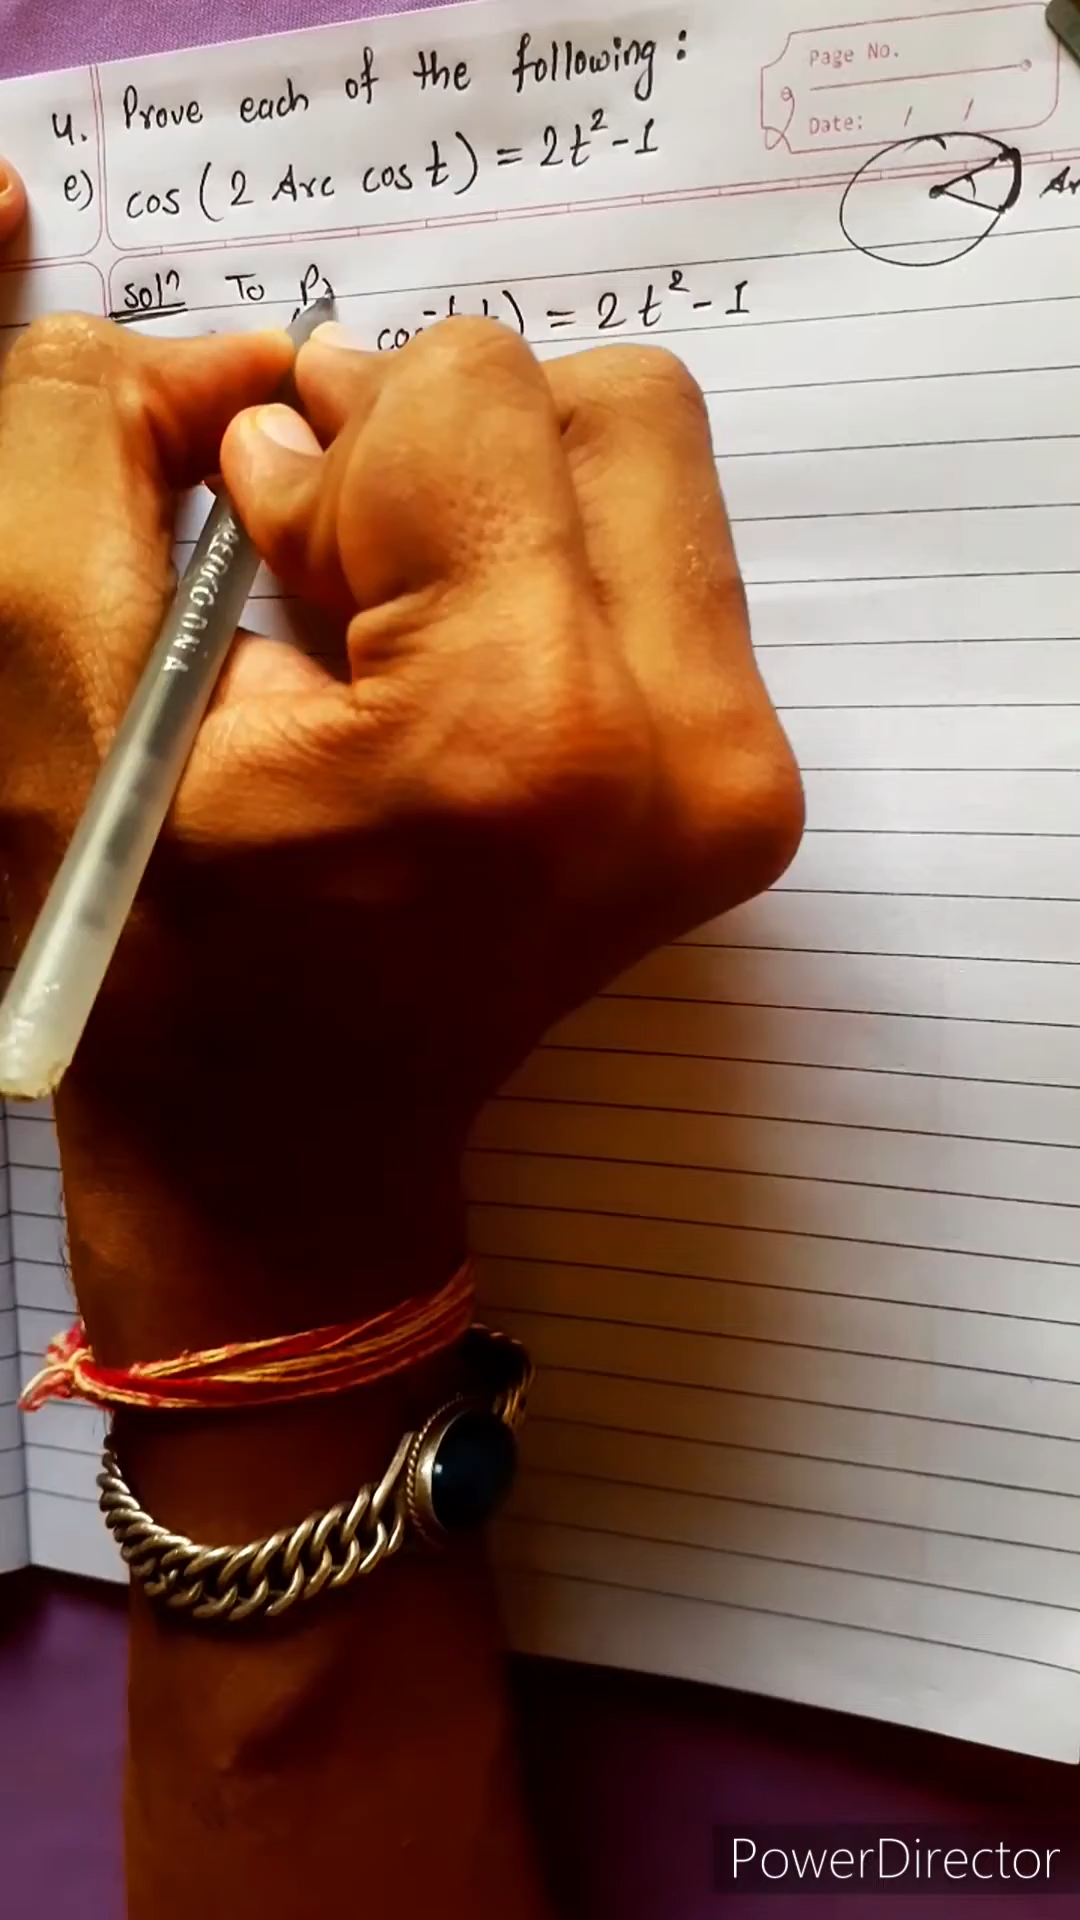 Page No.
Date: / /
4. Prove each of the following:
e) cos (2 Arc cos t) = 2t²-1
Ar
Solⁿ To
= 2t²-1
PowerDirector